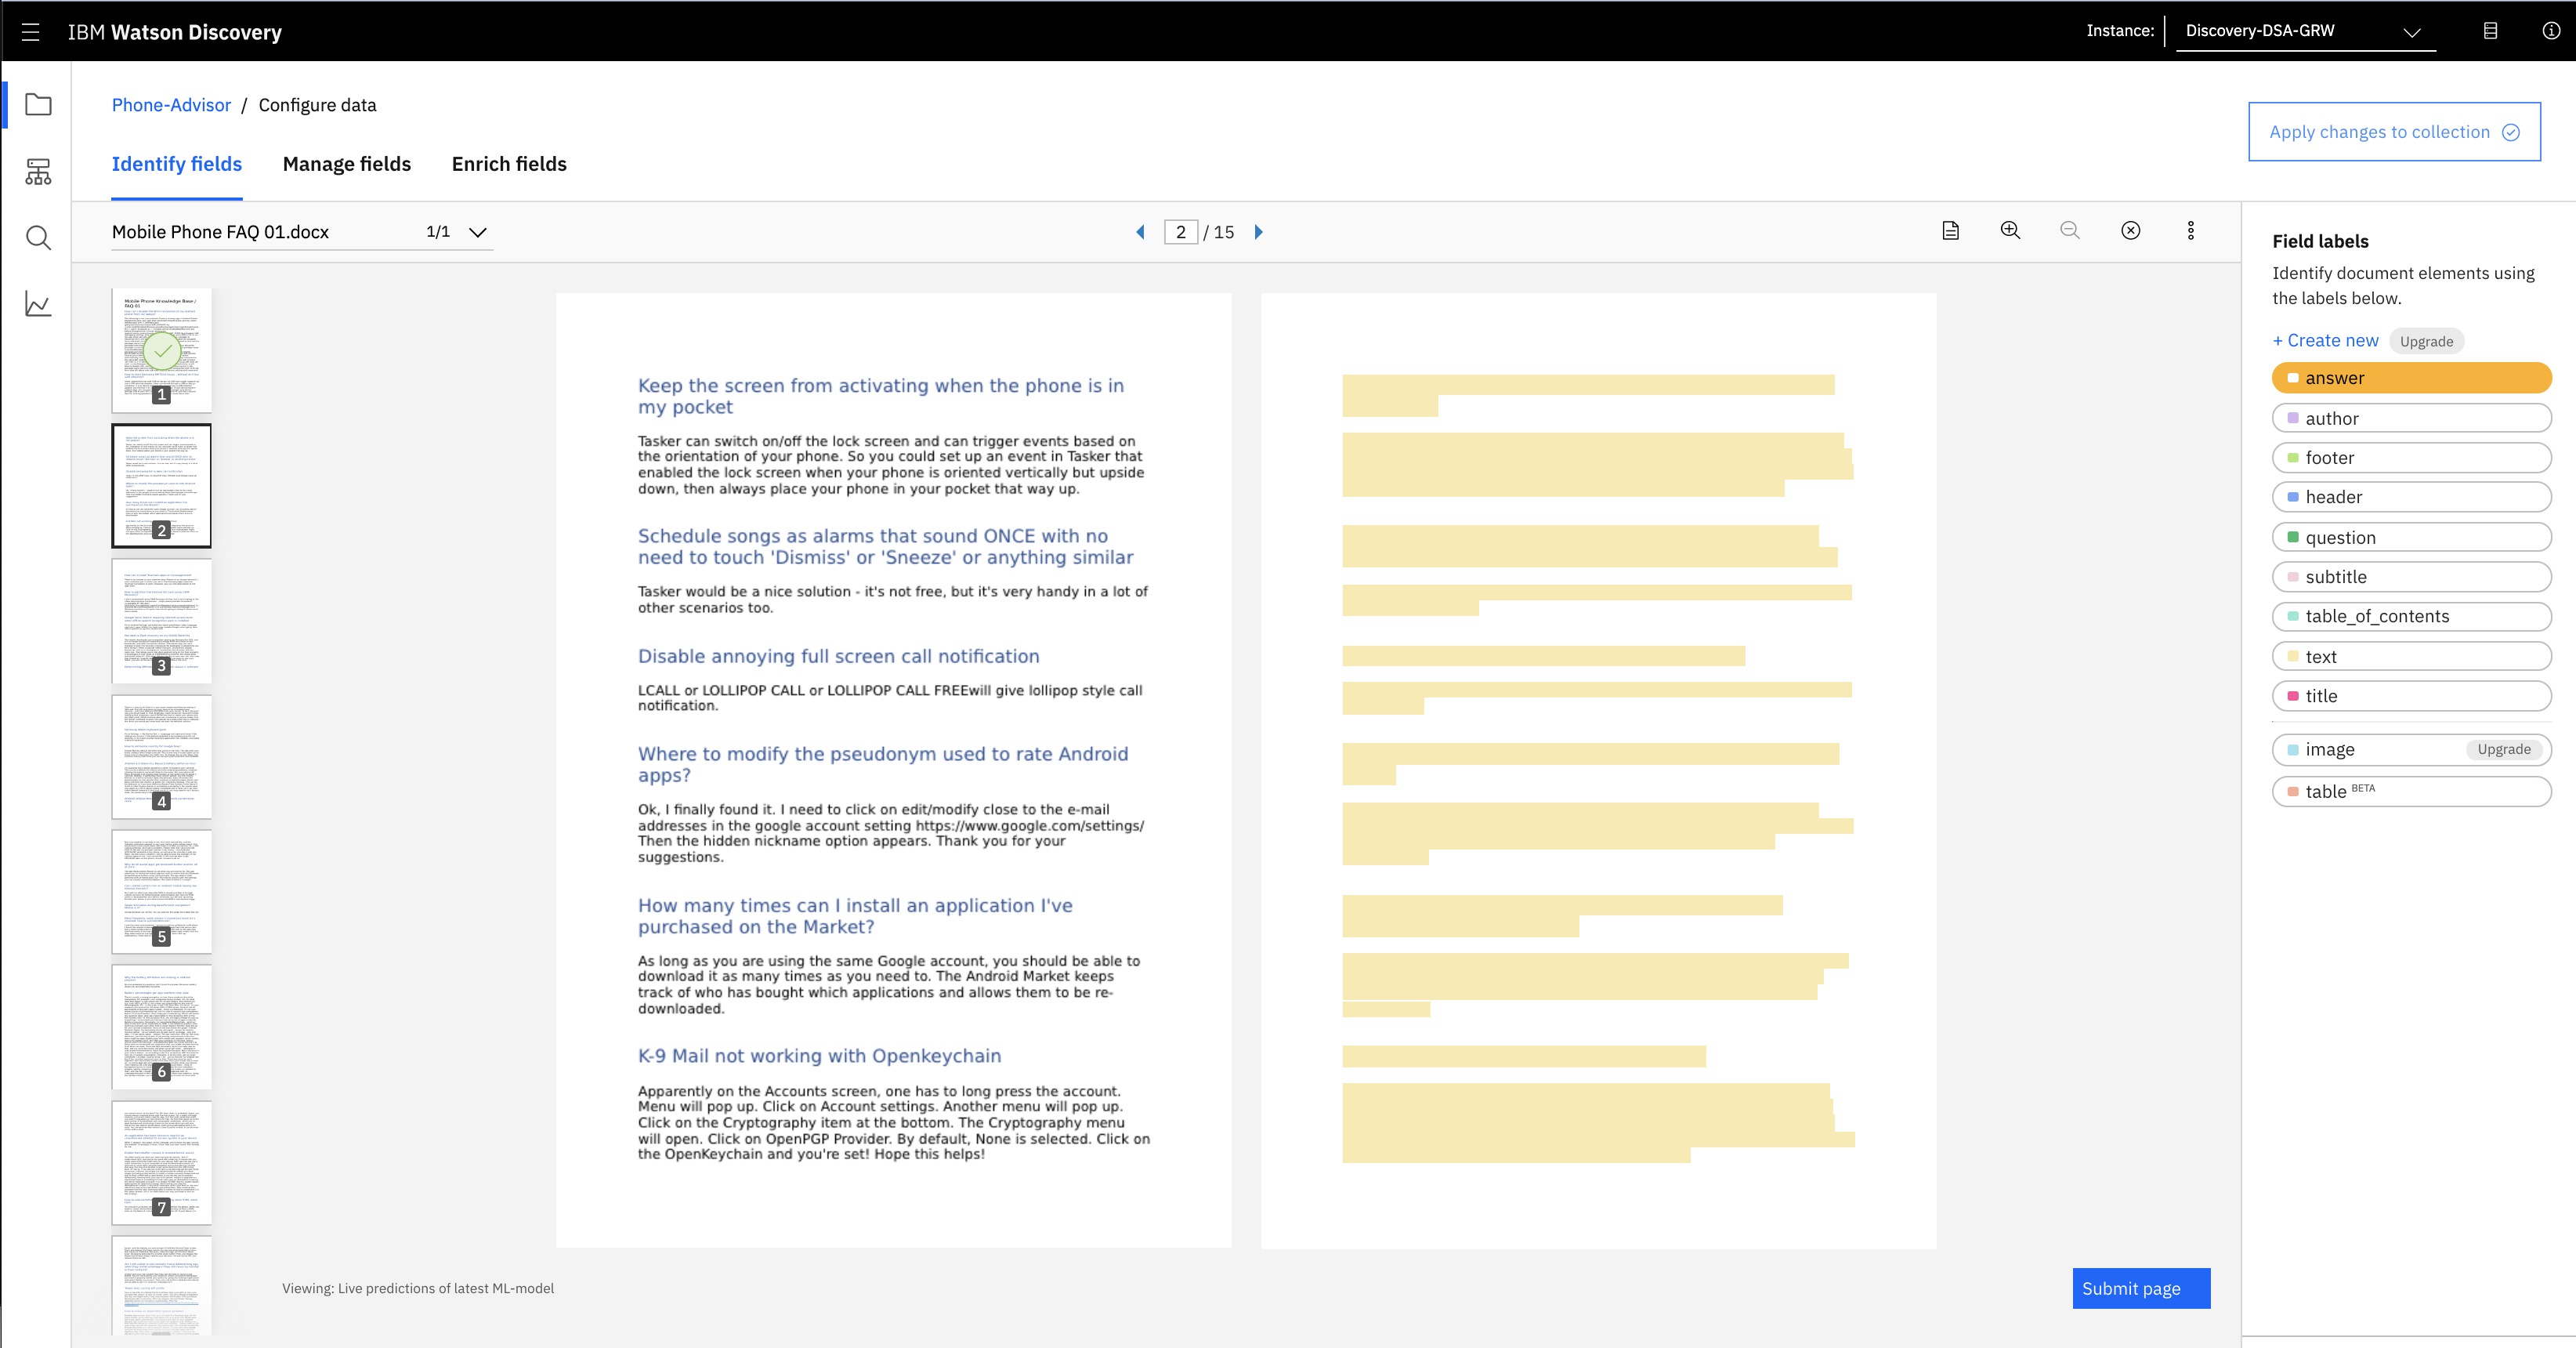 IBM Watson Discovery
Instance:
Discovery-DSA-GRW
Phone-Advisor / Configure data
Apply changes to collection
Identify fields
Manage fields
Enrich fields
Mobile Phone FAQ 01.docx
1/1
2 / 15
Mobile Phone Knowledge Base /
FAQ 01
1
2
3
4
5
6
7
Keep the screen from activating when the phone is in
my pocket
Tasker can switch on/off the lock screen and can trigger events based on
the orientation of your phone. So you could set up an event in Tasker that
enabled the lock screen when your phone is oriented vertically but upside
down, then always place your phone in your pocket that way up.
Schedule songs as alarms that sound ONCE with no
need to touch 'Dismiss' or 'Sneeze' or anything similar
Tasker would be a nice solution - it's not free, but it's very handy in a lot of
other scenarios too.
Disable annoying full screen call notification
LCALL or LOLLIPOP CALL or LOLLIPOP CALL FREEwill give lollipop style call
notification.
Where to modify the pseudonym used to rate Android
apps?
Ok, I finally found it. I need to click on edit/modify close to the e-mail
addresses in the google account setting https://www.google.com/settings/
Then the hidden nickname option appears. Thank you for your
suggestions.
How many times can I install an application I've
purchased on the Market?
As long as you are using the same Google account, you should be able to
download it as many times as you need to. The Android Market keeps
track of who has bought which applications and allows them to be re-
downloaded.
K-9 Mail not working with Openkeychain
Apparently on the Accounts screen, one has to long press the account.
Menu will pop up. Click on Account settings. Another menu will pop up.
Click on the Cryptography item at the bottom. The Cryptography menu
will open. Click on OpenPGP Provider. By default, None is selected. Click on
the OpenKeychain and you're set! Hope this helps!
Viewing: Live predictions of latest ML-model
Submit page
Field labels
Identify document elements using
the labels below.
+ Create new
Upgrade
answer
author
footer
header
question
subtitle
table_of_contents
text
title
image
Upgrade
table BETA